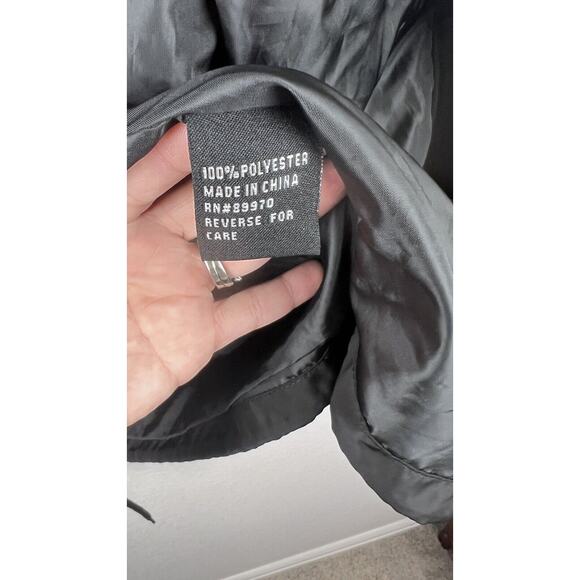 100% POLYESTER
MADE IN CHINA
RN#89970
REVERSE FOR
CARE